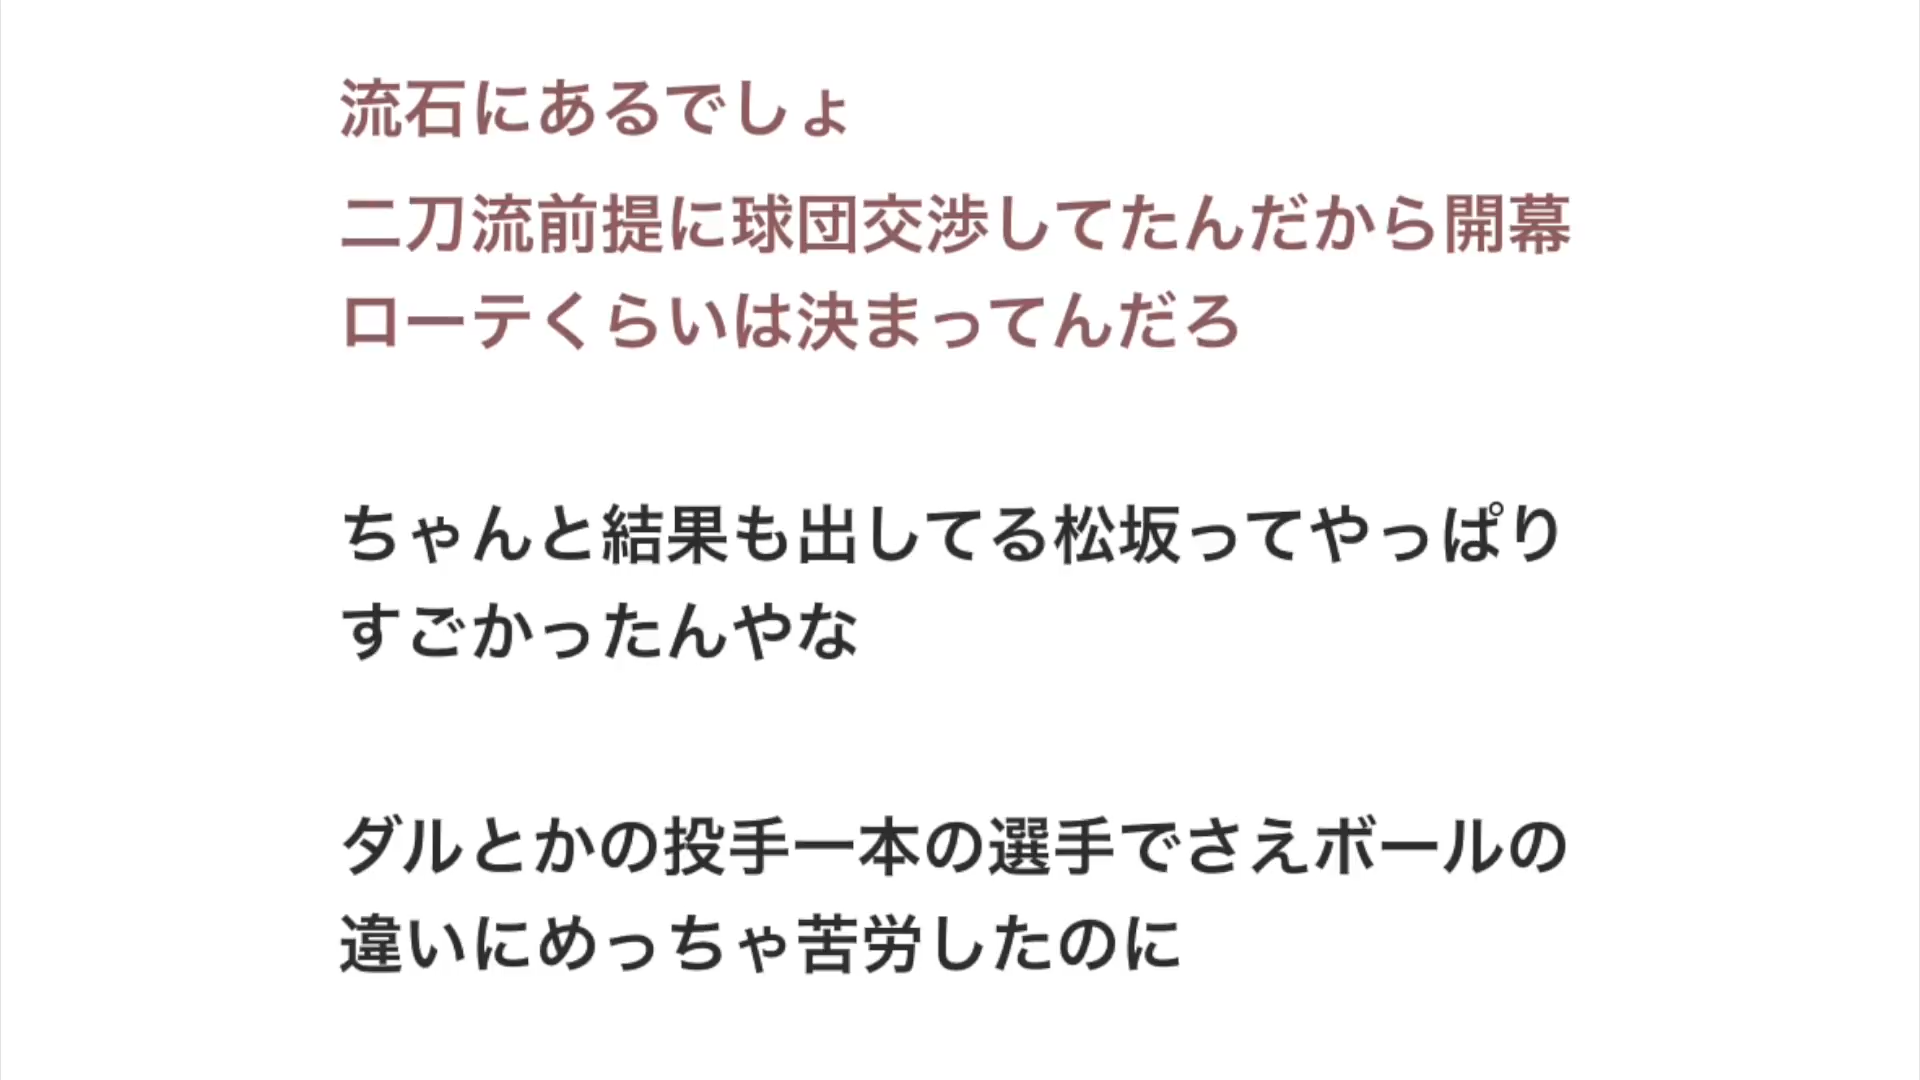 流石にあるでしょ
二刀流前提に球団交渉してたんだから開幕
ローテくらいは決まってんだろ
ちゃんと結果も出してる松坂ってやっぱり
すごかったんやな
ダルとかの投手一本の選手でさえボールの
違いにめっちゃ苦労したのに